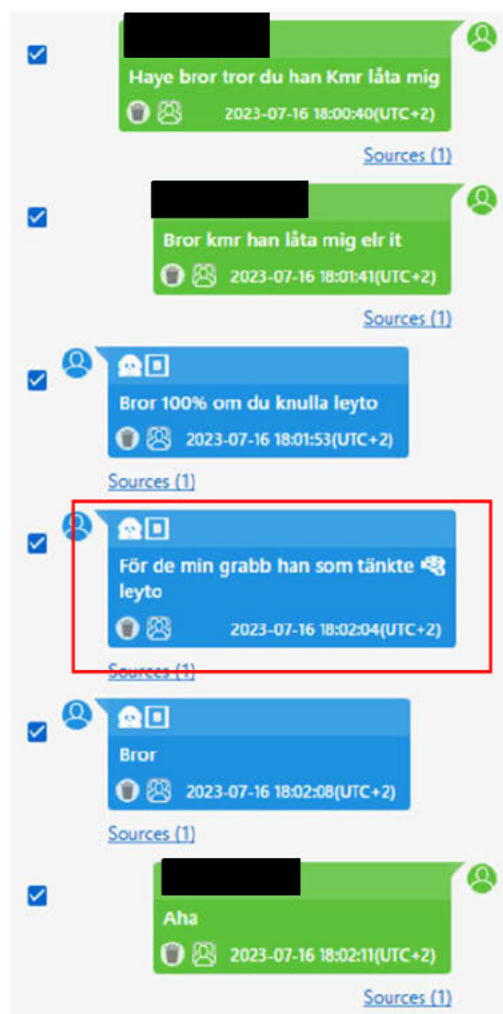 Haye bror tror du han Kmr låta mig
2023-07-16 18:00:40(UTC+2)
Sources (1)
Bror kmr han låta mig elr it
2023-07-16 18:01:41(UTC+2)
Sources (1)
Bror 100% om du knulla leyto
2023-07-16 18:01:53(UTC+2)
Sources (1)
För de min grabb han som tänkte
leyto
2023-07-16 18:02:04(UTC+2)
Sources (1)
Bror
2023-07-16 18:02:08(UTC+2)
Sources (1)
Aha
2023-07-16 18:02:11(UTC+2)
Sources (1)